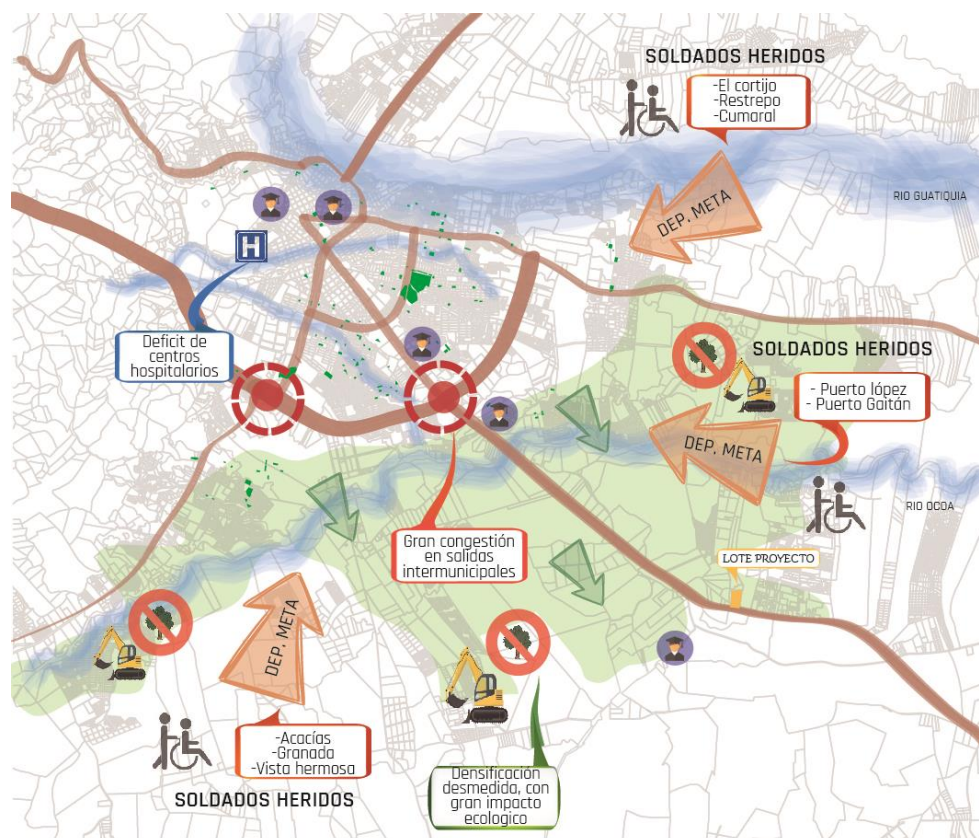 SOLDADOS HERIDOS
-El cortijo
-Restrepo
-Cumaral
RIO GUATIQUIA
DEP. META
H
Deficit de
centros
hospitalarios
SOLDADOS HERIDOS
- Puerto lópez
- Puerto Gaitán
DEP. META
RIO OCOA
Gran congestión
en salidas
intermunicipales
LOTE PROYECTO
DEP. META
-Acacías
-Granada
-Vista hermosa
SOLDADOS HERIDOS
Densificación
desmedida, con
gran impacto
ecologico